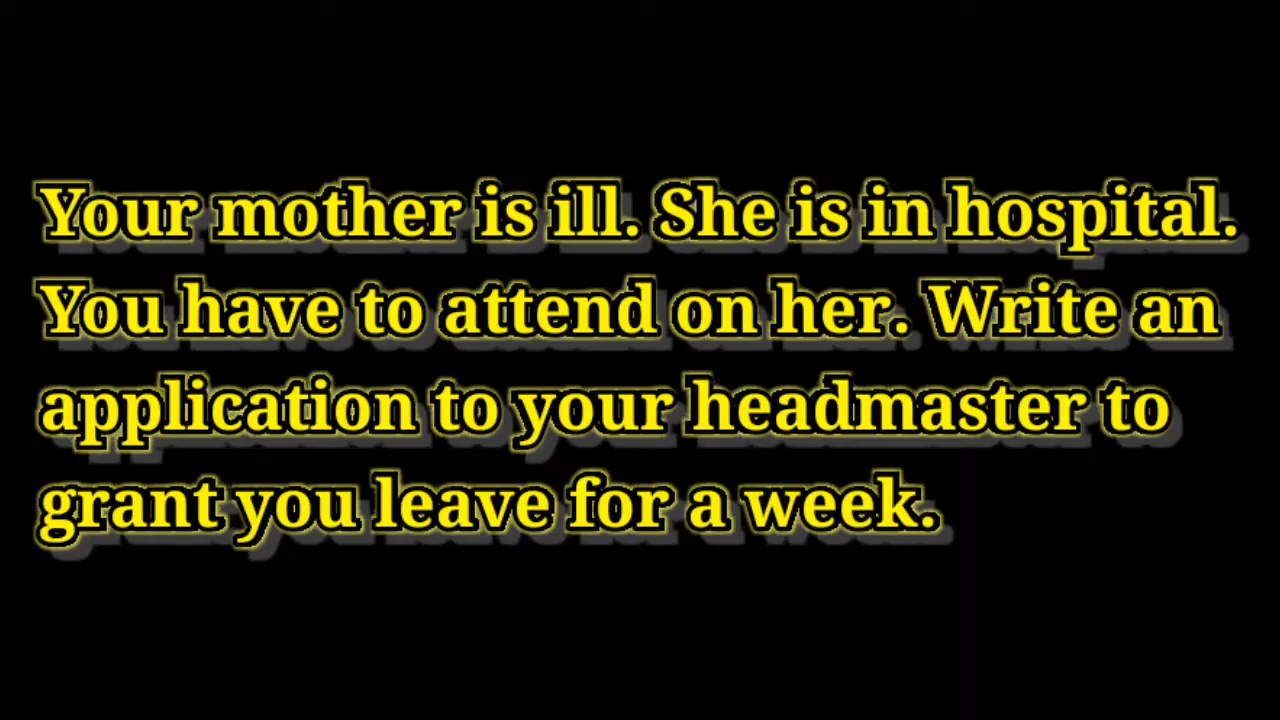 Your mother is ill. She is in hospital.
You have to attend on her. Write an
application to your headmaster to
grant you leave for a week.